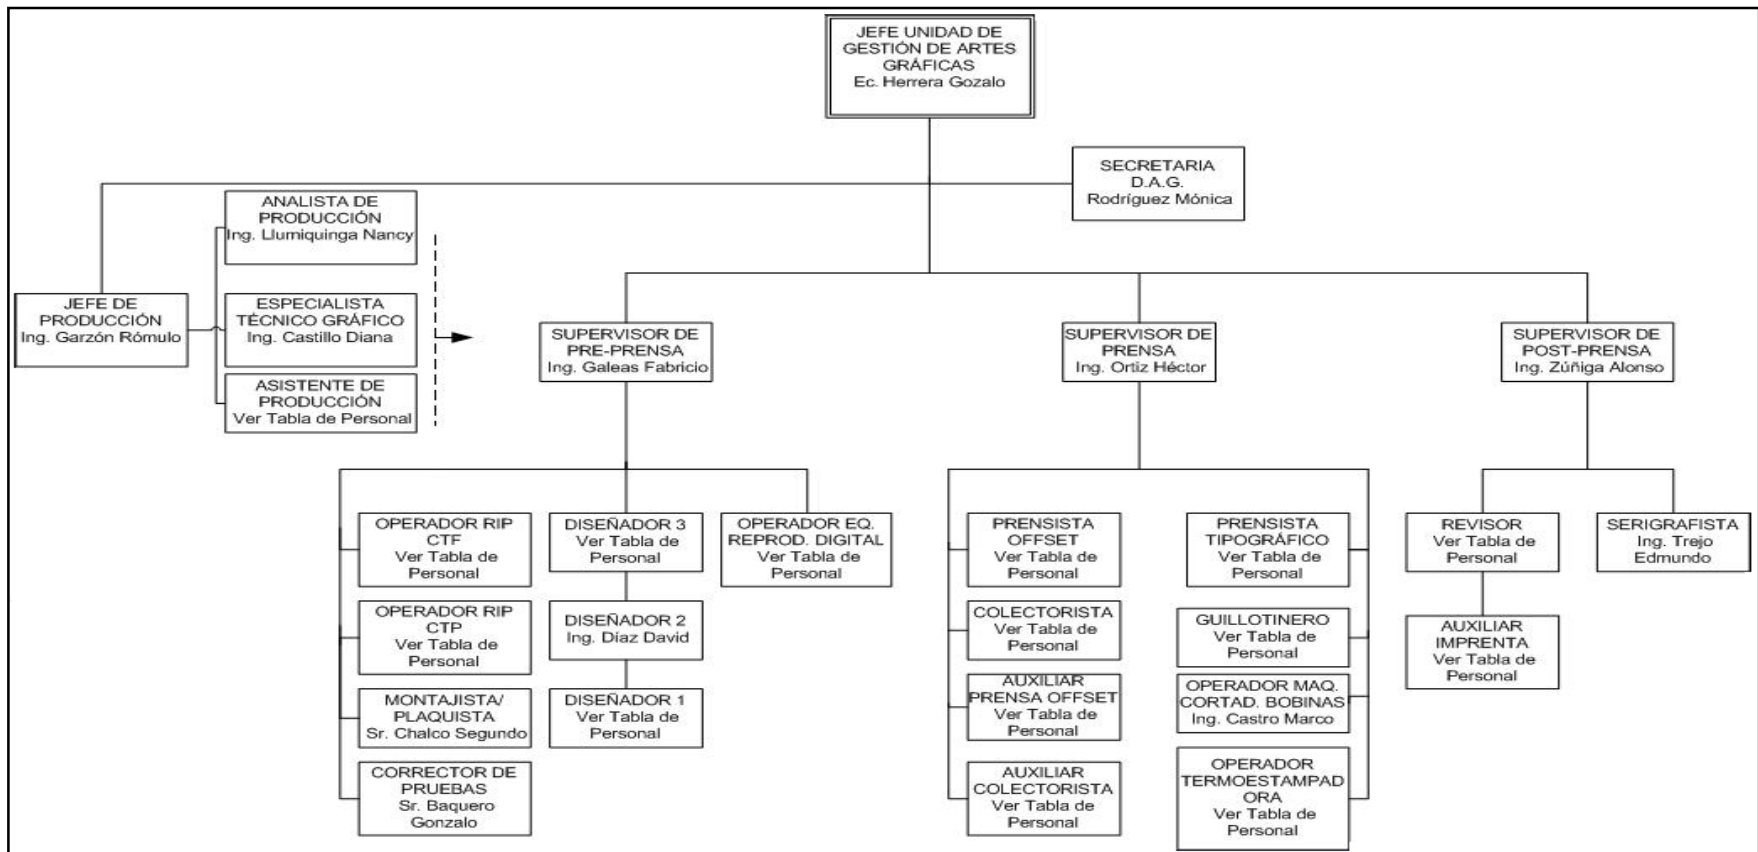 JEFE UNIDAD DE
GESTIÓN DE ARTES
GRÁFICAS
Ec. Herrera Gozalo
SECRETARIA
D.A.G.
Rodríguez Mónica
ANALISTA DE
PRODUCCIÓN
Ing. Llumiquinga Nancy
JEFE DE
PRODUCCIÓN
Ing. Garzón Rómulo
ESPECIALISTA
TÉCNICO GRÁFICO
Ing. Castillo Diana
ASISTENTE DE
PRODUCCIÓN
Ver Tabla de Personal
SUPERVISOR DE
PRE-PRENSA
Ing. Galeas Fabricio
SUPERVISOR DE
PRENSA
Ing. Ortiz Héctor
SUPERVISOR DE
POST-PRENSA
Ing. Zúñiga Alonso
OPERADOR RIP
CTF
Ver Tabla de
Personal
OPERADOR RIP
CTP
Ver Tabla de
Personal
MONTAJISTA/
PLAQUISTA
Sr. Chalco Segundo
CORRECTOR DE
PRUEBAS
Sr. Baquero
Gonzalo
DISEÑADOR 3
Ver Tabla de
Personal
DISEÑADOR 2
Ing. Díaz David
DISEÑADOR 1
Ver Tabla de
Personal
OPERADOR EQ.
REPROD. DIGITAL
Ver Tabla de
Personal
PRENSISTA
OFFSET
Ver Tabla de
Personal
COLECTORISTA
Ver Tabla de
Personal
AUXILIAR
PRENSA OFFSET
Ver Tabla de
Personal
AUXILIAR
COLECTORISTA
Ver Tabla de
Personal
PRENSISTA
TIPOGRÁFICO
Ver Tabla de
Personal
GUILLOTINERO
Ver Tabla de
Personal
OPERADOR MAQ.
CORTAD. BOBINAS
Ing. Castro Marco
OPERADOR
TERMOESTAMPAD
ORA
Ver Tabla de
Personal
REVISOR
Ver Tabla de
Personal
AUXILIAR
IMPRENTA
Ver Tabla de
Personal
SERIGRAFISTA
Ing. Trejo
Edmundo